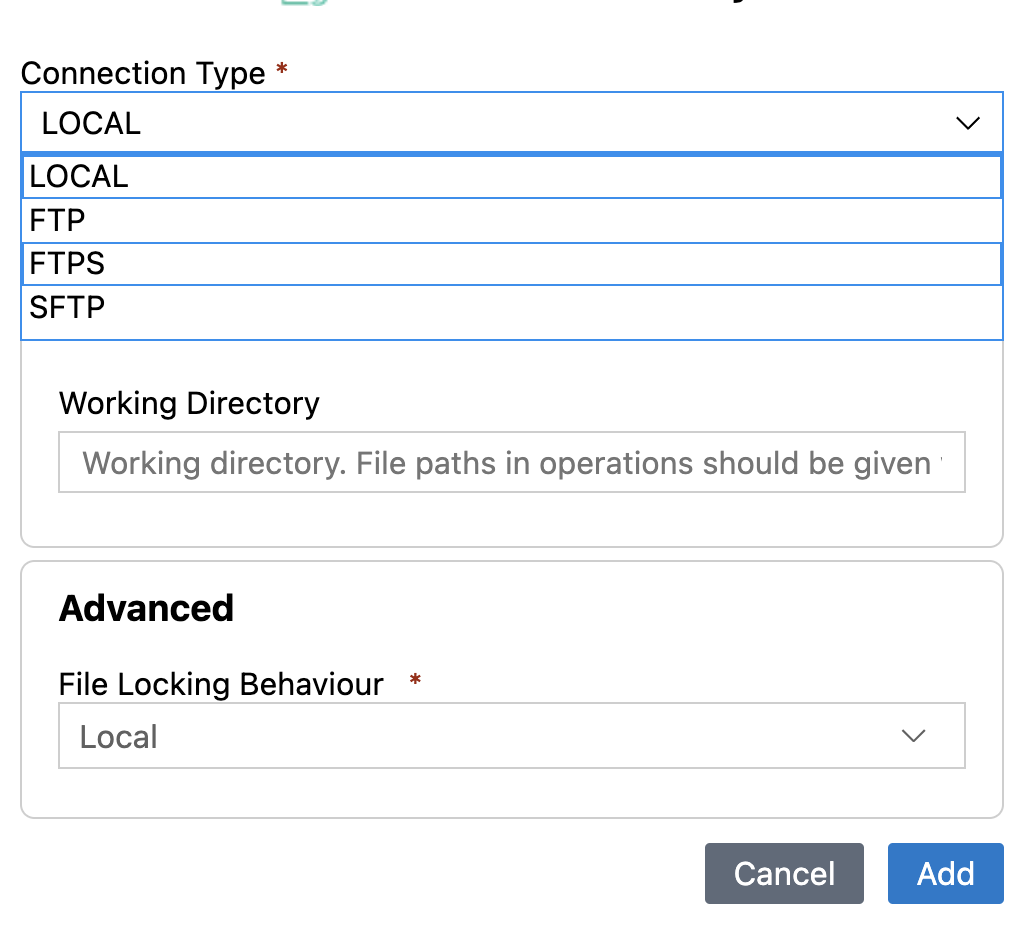 Connection Type *
LOCAL
LOCAL
FTP
FTPS
SFTP
Working Directory
Working directory. File paths in operations should be given
Advanced
File Locking Behaviour *
Local
Cancel
Add